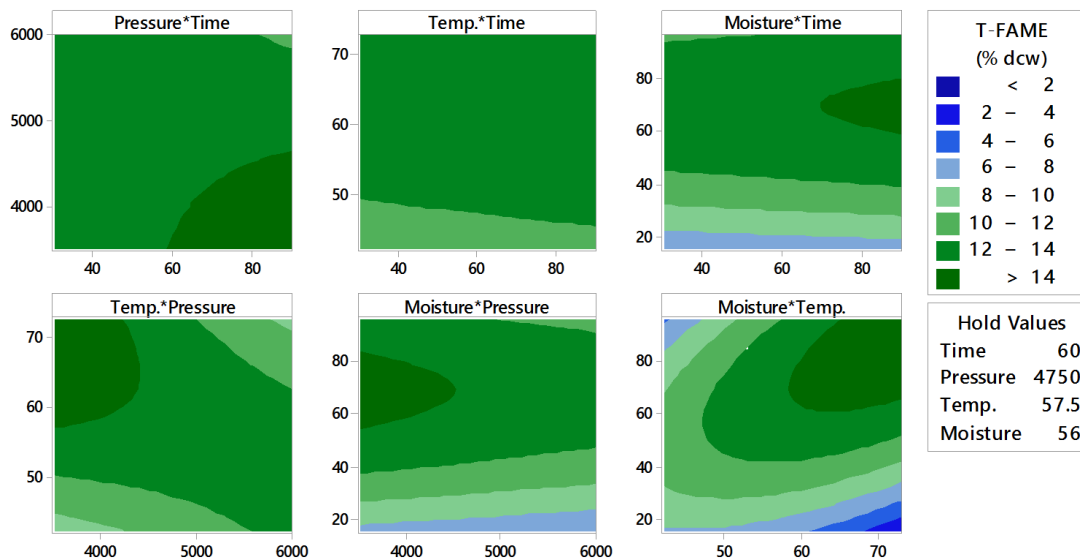 Pressure*Time
6000
5000
4000
40 60 80
Temp.*Time
70
60
50
40 60 80
Moisture*Time
80
60
40
20
40 60 80
T-FAME
(% dcw)
< 2
2 – 4
4 – 6
6 – 8
8 – 10
10 – 12
12 – 14
> 14
Temp.*Pressure
70
60
50
4000 5000 6000
Moisture*Pressure
80
60
40
20
4000 5000 6000
Moisture*Temp.
80
60
40
20
50 60 70
Hold Values
Time 60
Pressure 4750
Temp. 57.5
Moisture 56